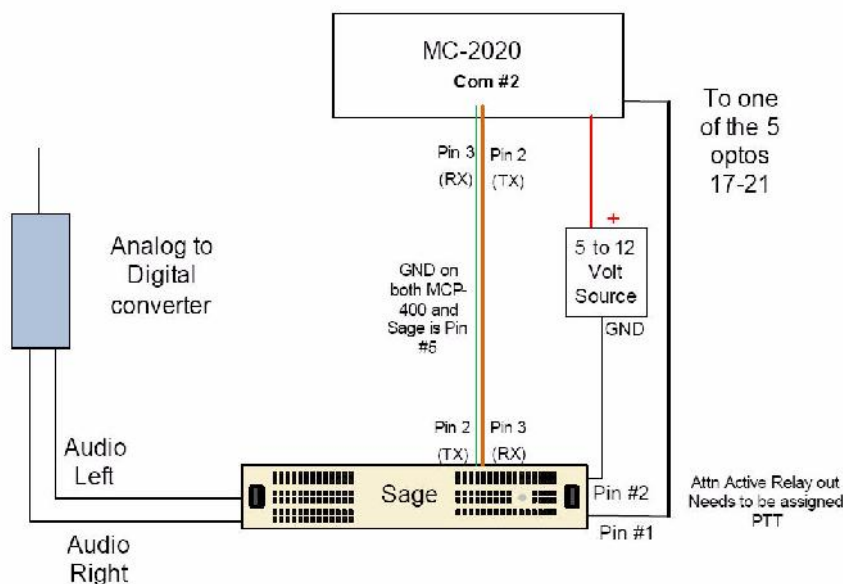 MC-2020
Com #2
To one
of the 5
optos
17-21
Pin 3
(RX)
Pin 2
(TX)
+
Analog to
Digital
converter
5 to 12
Volt
Source
GND
GND on
both MCP-
400 and
Sage is Pin
#5
Audio
Left
Pin 2
(TX)
Pin 3
(RX)
Sage
Pin #2
Pin #1
Attn Active Relay out
Needs to be assigned
PTT
Audio
Right